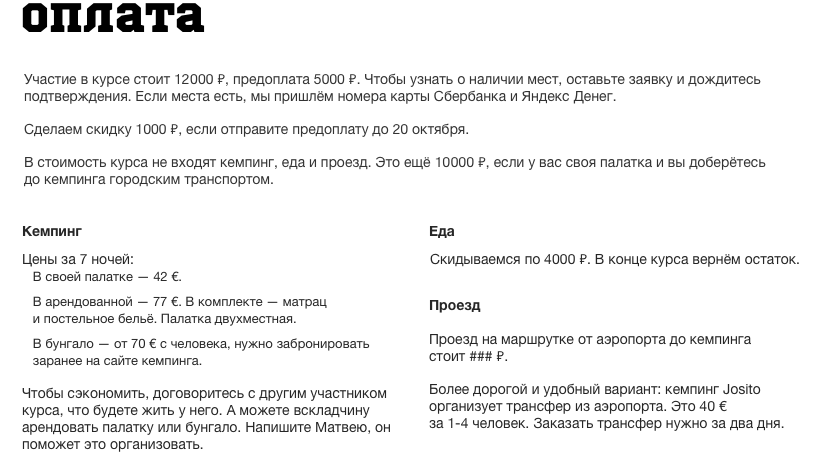 оплата
Участие в курсе стоит 12000 ₽, предоплата 5000 ₽. Чтобы узнать о наличии мест, оставьте заявку и дождитесь
подтверждения. Если места есть, мы пришлём номера карты Сбербанка и Яндекс Денег.
Сделаем скидку 1000 ₽, если отправите предоплату до 20 октября.
В стоимость курса не входят кемпинг, еда и проезд. Это ещё 10000 ₽, если у вас своя палатка и вы доберётесь
до кемпинга городским транспортом.
Кемпинг
Цены за 7 ночей:
В своей палатке — 42 €.
В арендованной — 77 €. В комплекте — матрац
и постельное бельё. Палатка двухместная.
В бунгало — от 70 € с человека, нужно забронировать
заранее на сайте кемпинга.
Чтобы сэкономить, договоритесь с другим участником
курса, что будете жить у него. А можете вскладчину
арендовать палатку или бунгало. Напишите Матвею, он
поможет это организовать.
Еда
Скидываемся по 4000 ₽. В конце курса вернём остаток.
Проезд
Проезд на маршрутке от аэропорта до кемпинга
стоит ### ₽.
Более дорогой и удобный вариант: кемпинг Josito
организует трансфер из аэропорта. Это 40 €
за 1-4 человек. Заказать трансфер нужно за два дня.